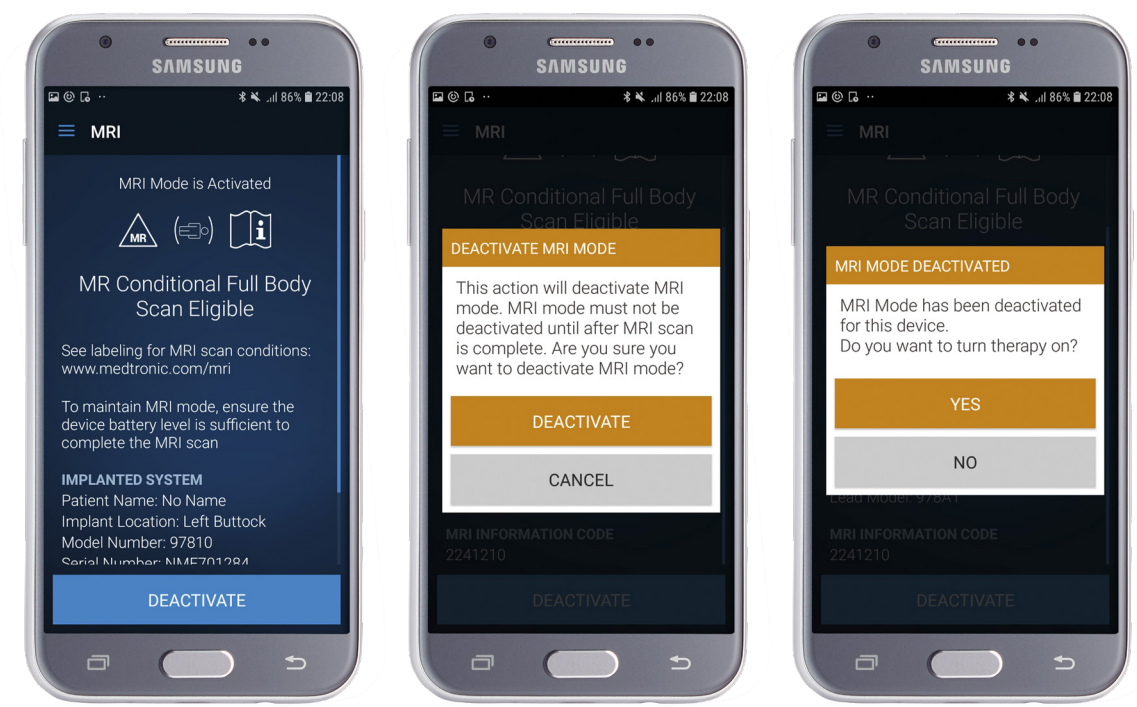 SAMSUNG
86% 22:08
MRI
MRI Mode is Activated
MR
i
MR Conditional Full Body
Scan Eligible
See labeling for MRI scan conditions:
www.medtronic.com/mri
To maintain MRI mode, ensure the
device battery level is sufficient to
complete the MRI scan
IMPLANTED SYSTEM
Patient Name: No Name
Implant Location: Left Buttock
Model Number: 97810
Serial Number: NMF701284
DEACTIVATE
SAMSUNG
86% 22:08
MRI
MR Conditional Full Body
Scan Eligible
DEACTIVATE MRI MODE
This action will deactivate MRI
mode. MRI mode must not be
deactivated until after MRI scan
is complete. Are you sure you
want to deactivate MRI mode?
DEACTIVATE
CANCEL
MRI INFORMATION CODE
2241210
DEACTIVATE
SAMSUNG
86% 22:08
MRI
MR Conditional Full Body
Scan Eligible
MRI MODE DEACTIVATED
MRI Mode has been deactivated
for this device.
Do you want to turn therapy on?
YES
NO
Lead Model: 978A1
MRI INFORMATION CODE
2241210
DEACTIVATE